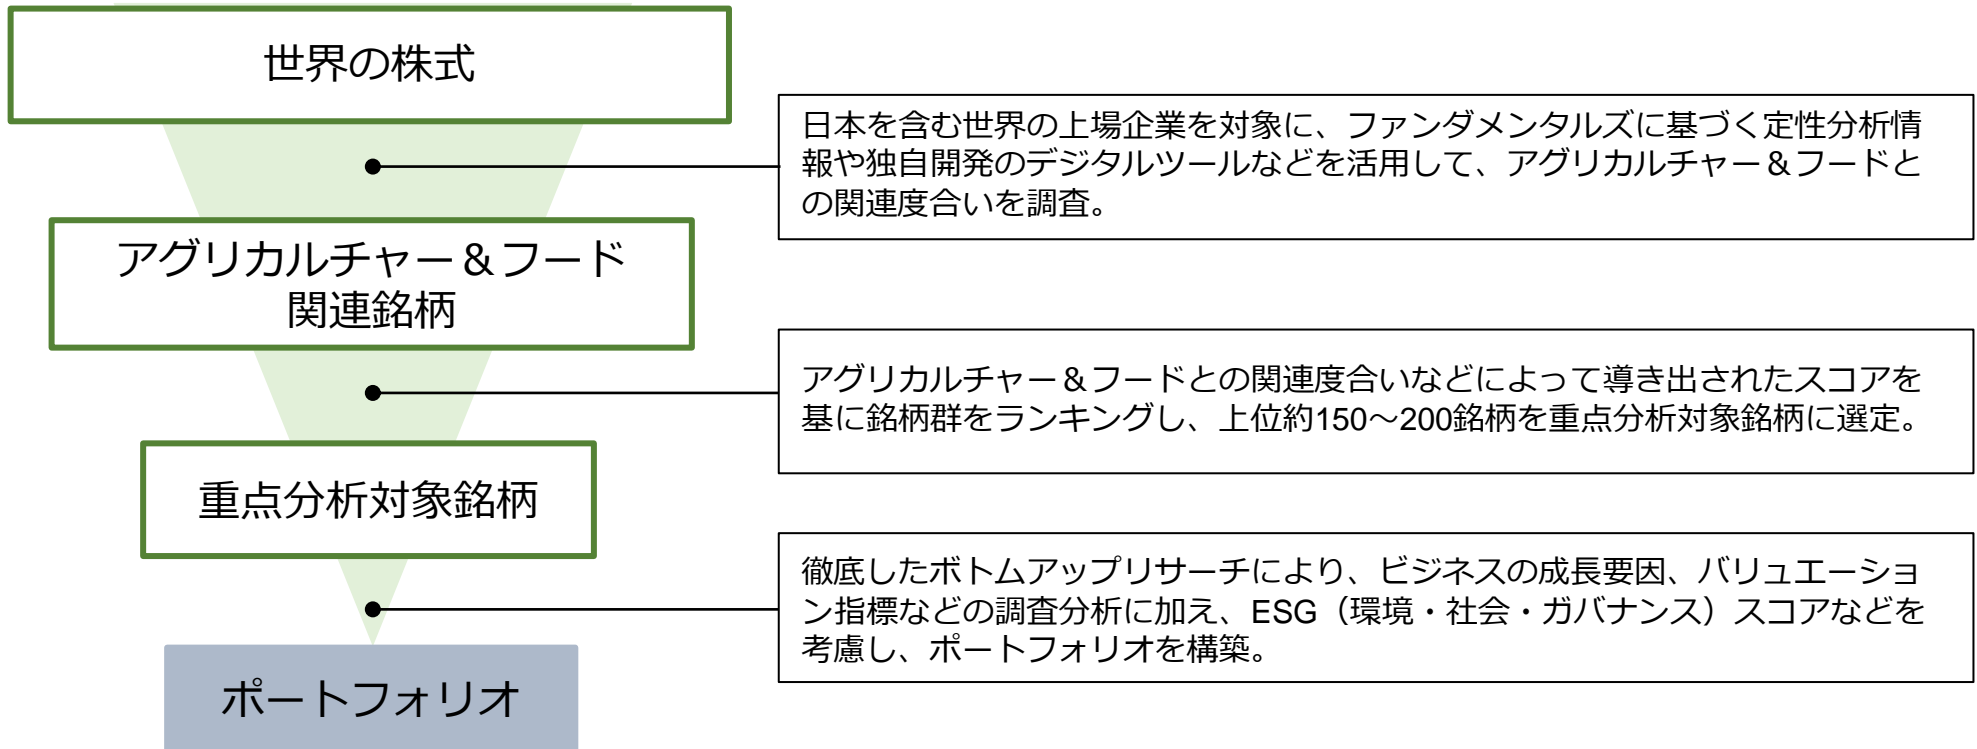 世界の株式
日本を含む世界の上場企業を対象に、ファンダメンタルズに基づく定性分析情
報や独自開発のデジタルツールなどを活用して、アグリカルチャー＆フードと
の関連度合いを調査。
アグリカルチャー＆フード
関連銘柄
アグリカルチャー＆フードとの関連度合いなどによって導き出されたスコアを
基に銘柄群をランキングし、上位約150～200銘柄を重点分析対象銘柄に選定。
重点分析対象銘柄
徹底したボトムアップリサーチにより、ビジネスの成長要因、バリュエーショ
ン指標などの調査分析に加え、ESG（環境・社会・ガバナンス）スコアなどを
考慮し、ポートフォリオを構築。
ポートフォリオ